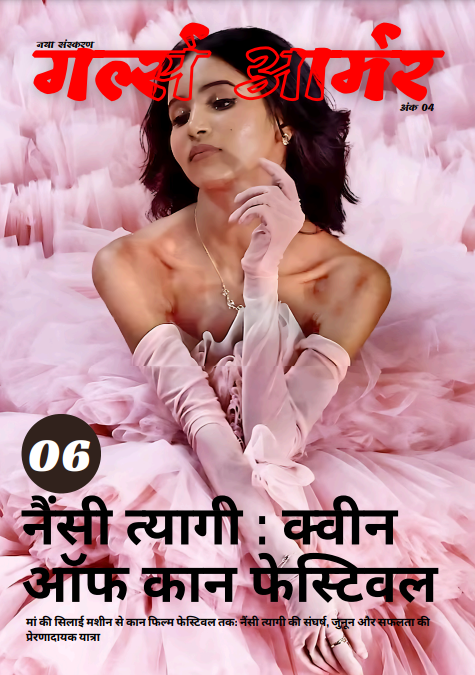 नया संस्करण
गर्ल्स आर्मर
अंक 04
06
नैंसी त्यागी : क्वीन
ऑफ कान फेस्टिवल
मां की सिलाई मशीन से कान फिल्म फेस्टिवल तक: नैंसी त्यागी की संघर्ष, जुनून और सफलता की
प्रेरणादायक यात्रा